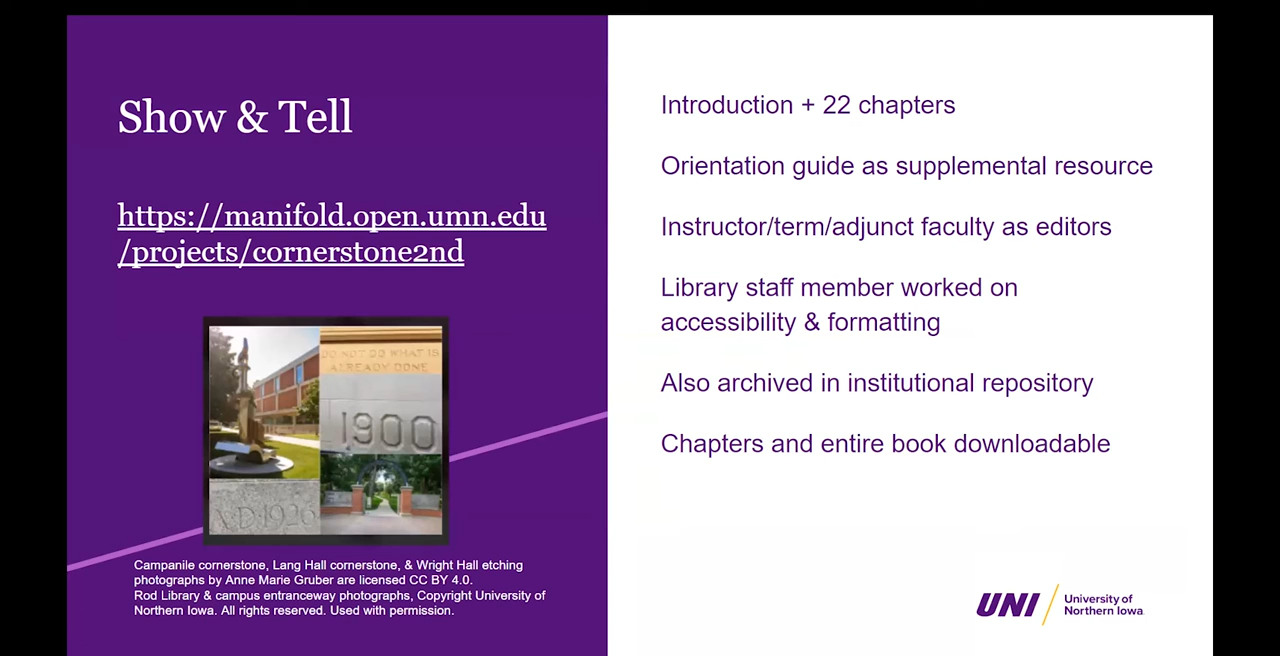 Show & Tell
https://manifold.open.umn.edu
/projects/cornerstone2nd
DO NOT DO WHAT IS
ALREADY DONE
1900
A·D·1926
Campanile cornerstone, Lang Hall cornerstone, & Wright Hall etching
photographs by Anne Marie Gruber are licensed CC BY 4.0.
Rod Library & campus entranceway photographs, Copyright University of
Northern Iowa. All rights reserved. Used with permission.
Introduction + 22 chapters
Orientation guide as supplemental resource
Instructor/term/adjunct faculty as editors
Library staff member worked on
accessibility & formatting
Also archived in institutional repository
Chapters and entire book downloadable
UNI
University of
Northern Iowa